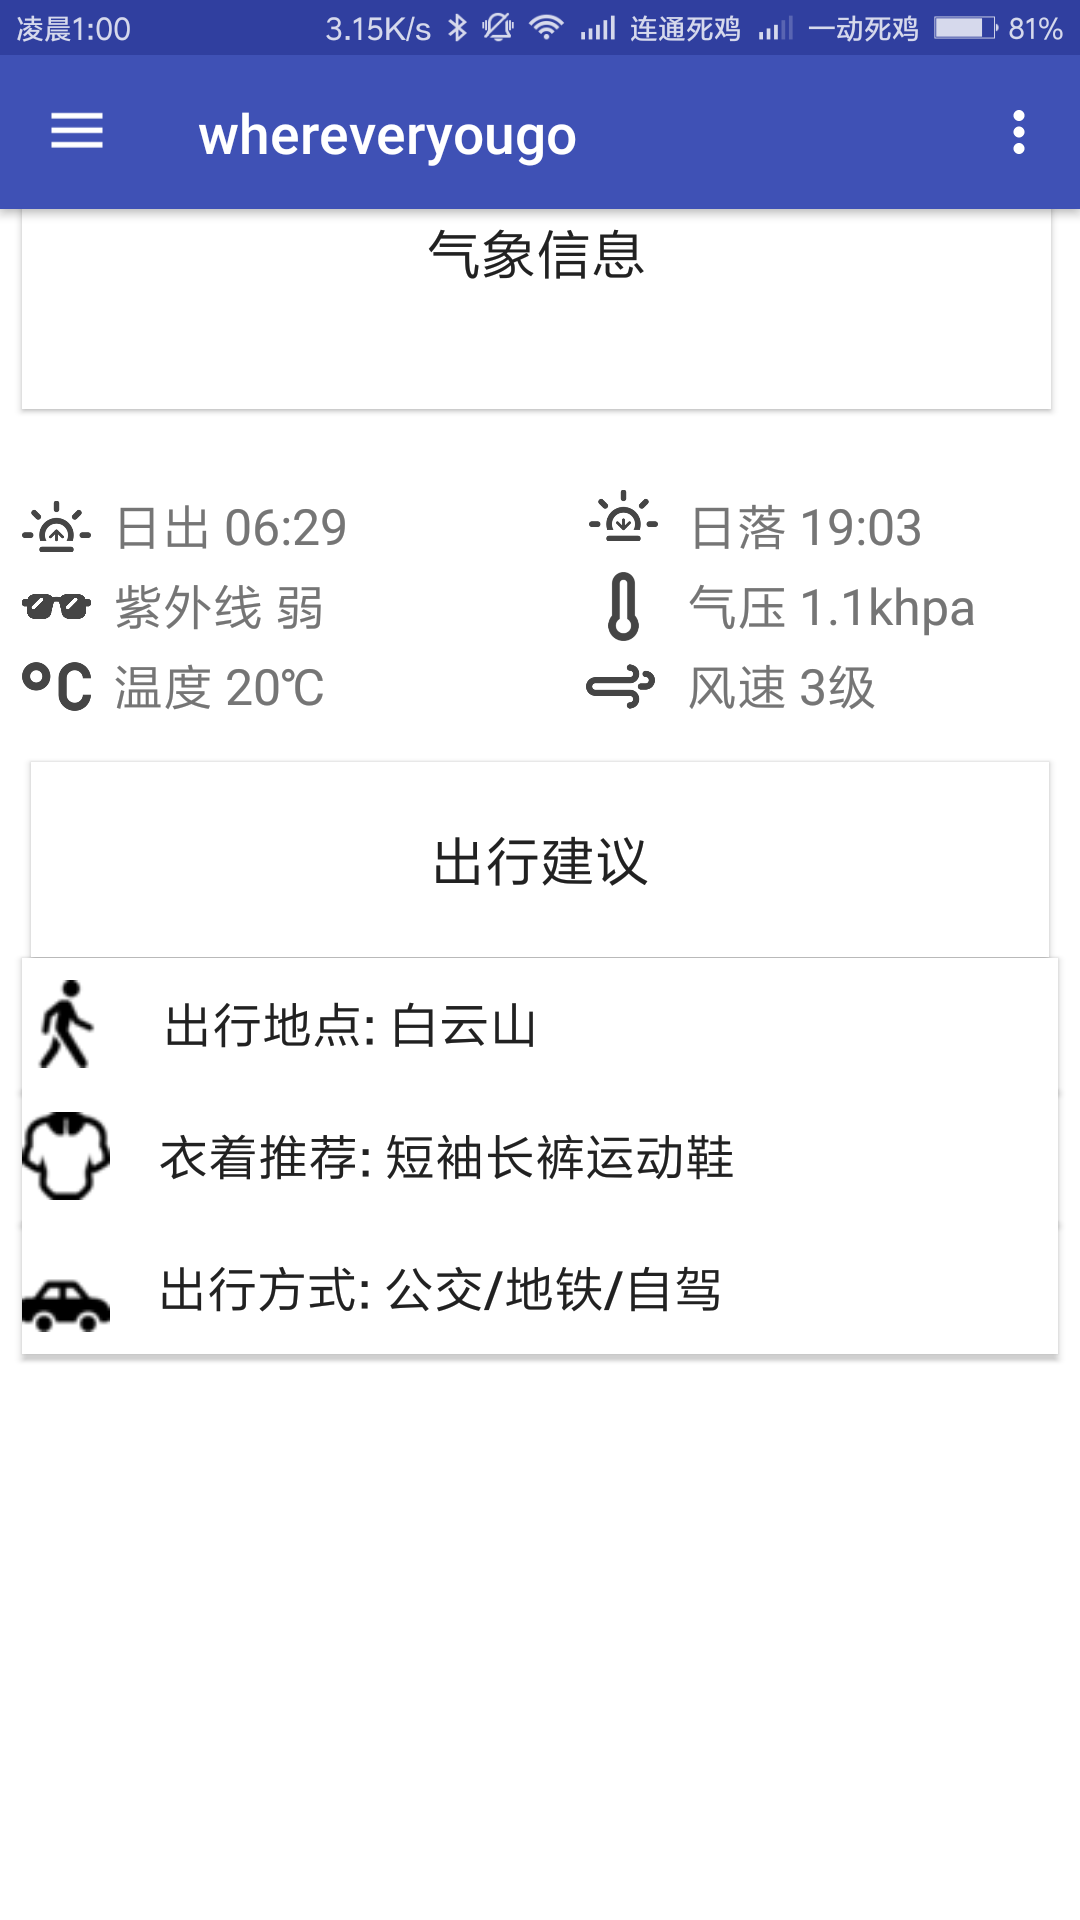 凌晨1:00 3.15K/s 连通死鸡 一动死鸡 81%
whereveryougo
气象信息
日出 06:29 日落 19:03
紫外线 弱 气压 1.1khpa
温度 20℃ 风速 3级
出行建议
出行地点: 白云山
衣着推荐: 短袖长裤运动鞋
出行方式: 公交/地铁/自驾